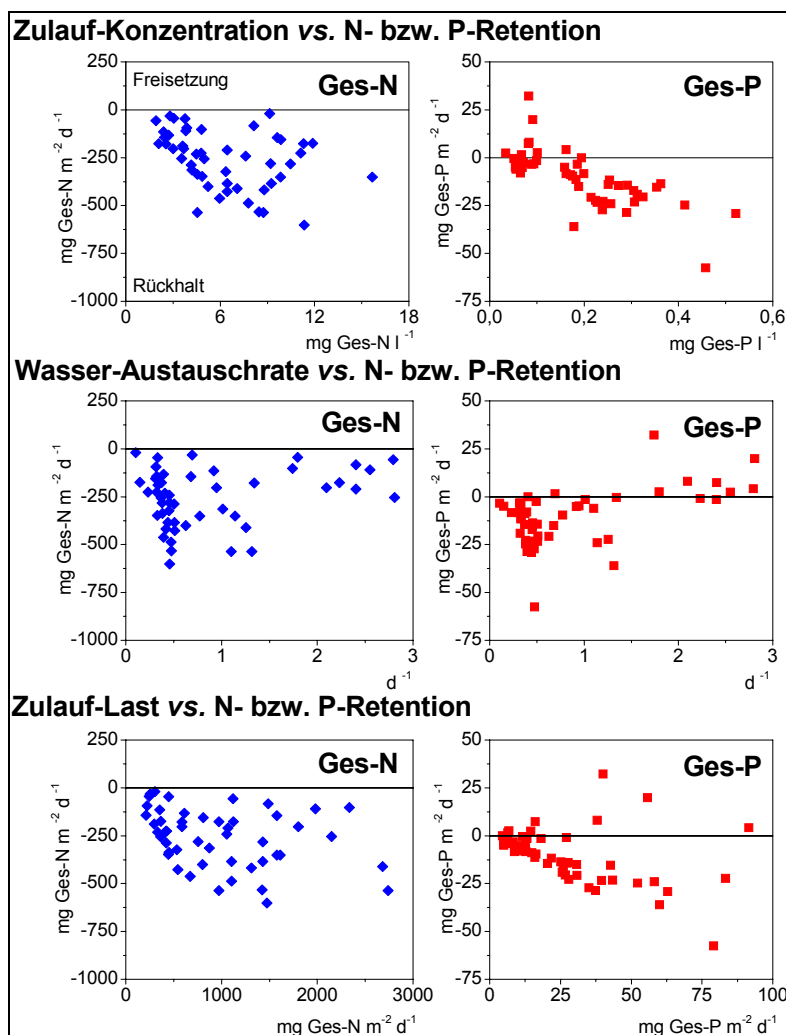 Zulauf-Konzentration vs. N- bzw. P-Retention
250
0
-250
-500
-750
-1000
mg Ges-N m⁻² d⁻¹
Freisetzung
Ges-N
Rückhalt
0
6
12
18
mg Ges-N l⁻¹
50
25
0
-25
-50
-75
mg Ges-P m⁻² d⁻¹
Ges-P
0,0
0,2
0,4
0,6
mg Ges-P l⁻¹
Wasser-Austauschrate vs. N- bzw. P-Retention
250
0
-250
-500
-750
-1000
mg Ges-N m⁻² d⁻¹
Ges-N
0
1
2
3
d⁻¹
50
25
0
-25
-50
-75
mg Ges-P m⁻² d⁻¹
Ges-P
0
1
2
3
d⁻¹
Zulauf-Last vs. N- bzw. P-Retention
250
0
-250
-500
-750
-1000
mg Ges-N m⁻² d⁻¹
Ges-N
0
1000
2000
3000
mg Ges-N m⁻² d⁻¹
50
25
0
-25
-50
-75
mg Ges-P m⁻² d⁻¹
Ges-P
0
25
50
75
100
mg Ges-P m⁻² d⁻¹